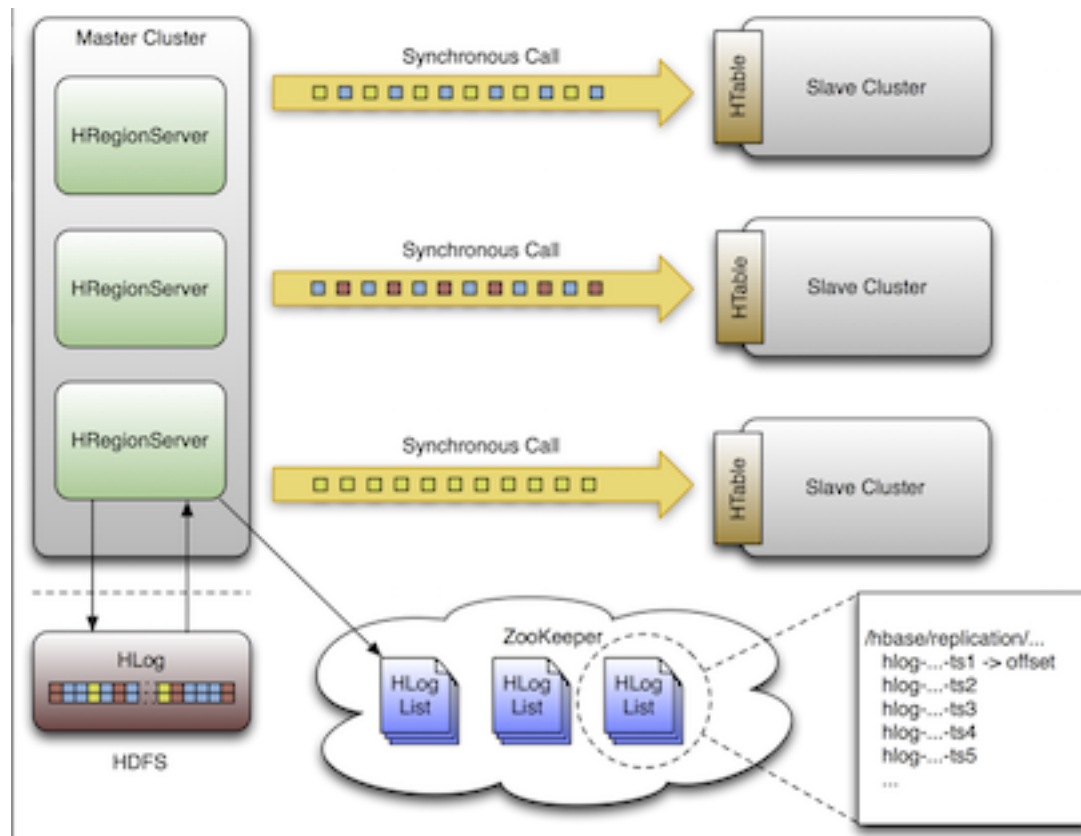 Master Cluster
HRegionServer
HRegionServer
HRegionServer
Synchronous Call
HTable
Slave Cluster
Synchronous Call
HTable
Slave Cluster
Synchronous Call
HTable
Slave Cluster
HLog
HDFS
ZooKeeper
HLog
List
HLog
List
HLog
List
/hbase/replication/...
hlog-...-ts1 -> offset
hlog-...-ts2
hlog-...-ts3
hlog-...-ts4
hlog-...-ts5
...